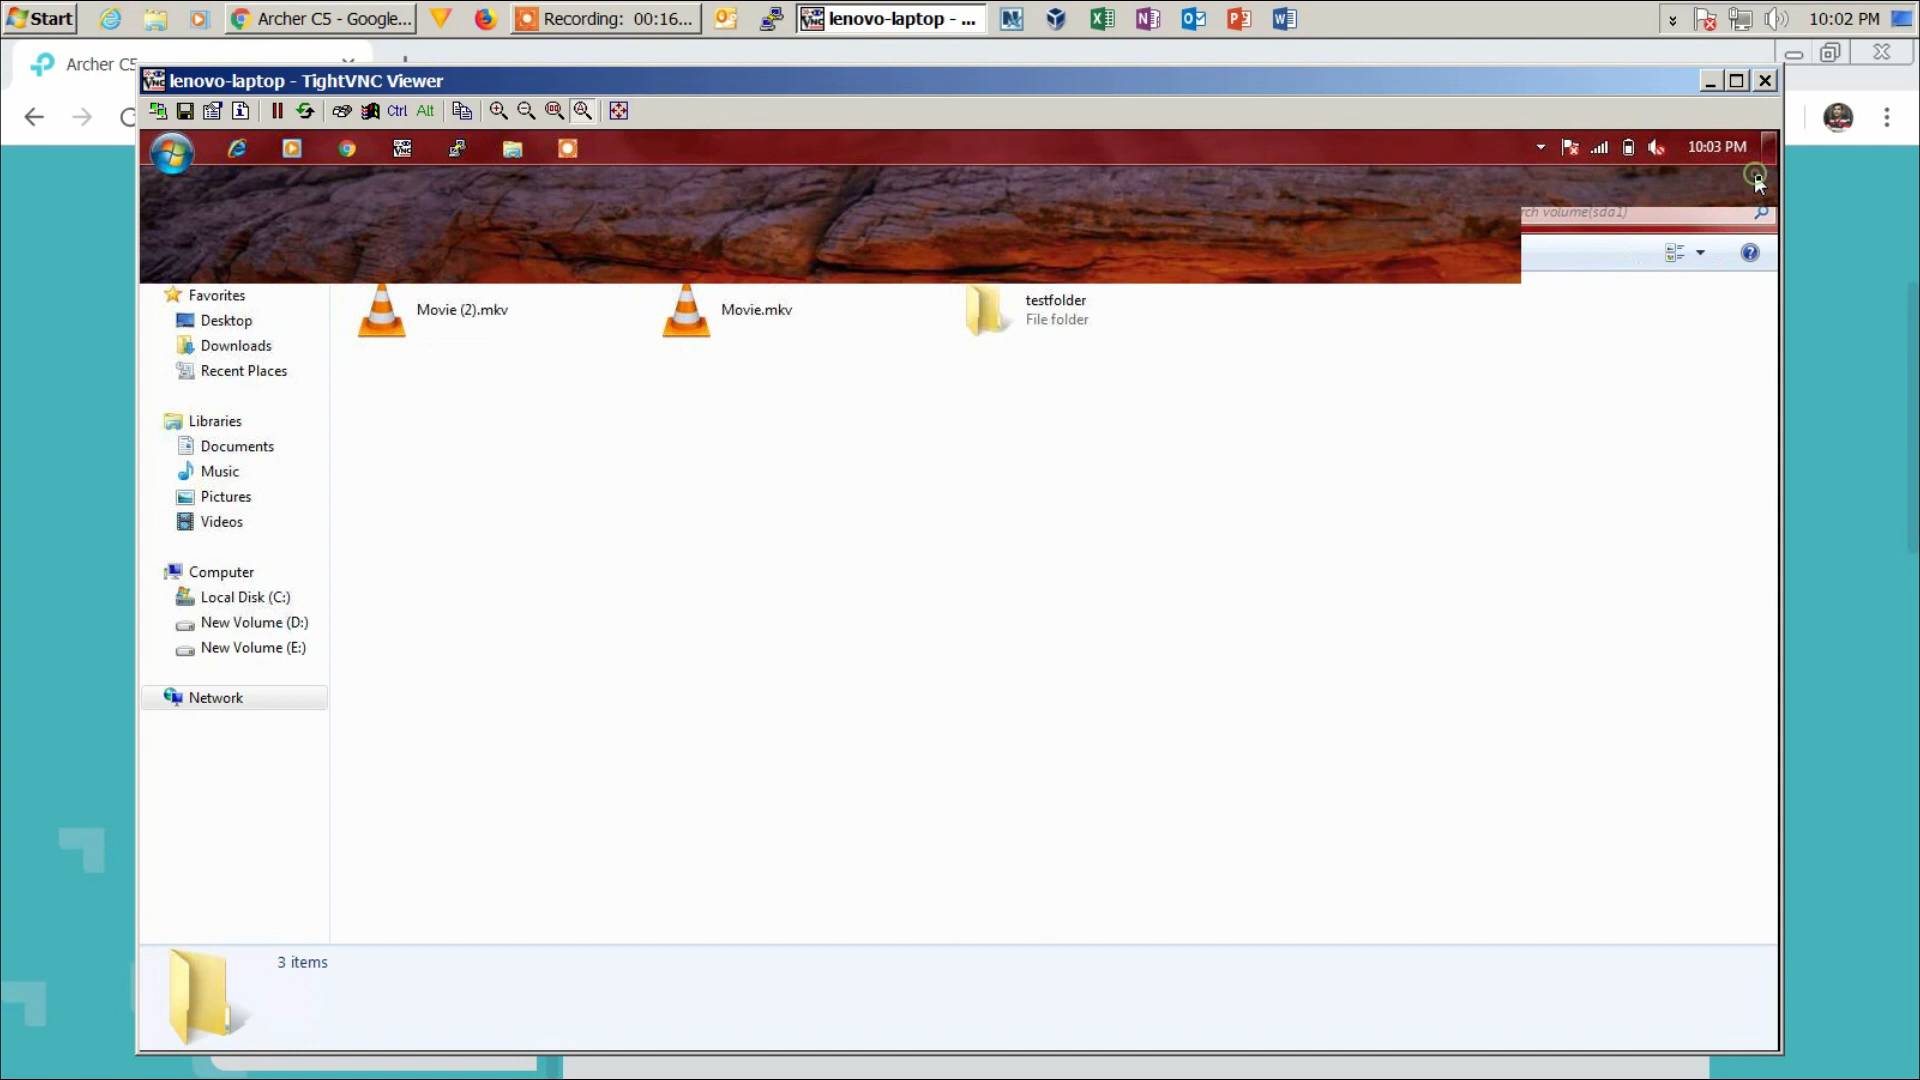 Start
Archer C5 - Google...
Recording: 00:16...
lenovo-laptop - ...
10:02 PM
Archer C5
lenovo-laptop - TightVNC Viewer
Ctrl Alt
10:03 PM
rch volume(sda1)
Favorites
Desktop
Downloads
Recent Places
Libraries
Documents
Music
Pictures
Videos
Computer
Local Disk (C:)
New Volume (D:)
New Volume (E:)
Network
Movie (2).mkv
Movie.mkv
testfolder
File folder
3 items